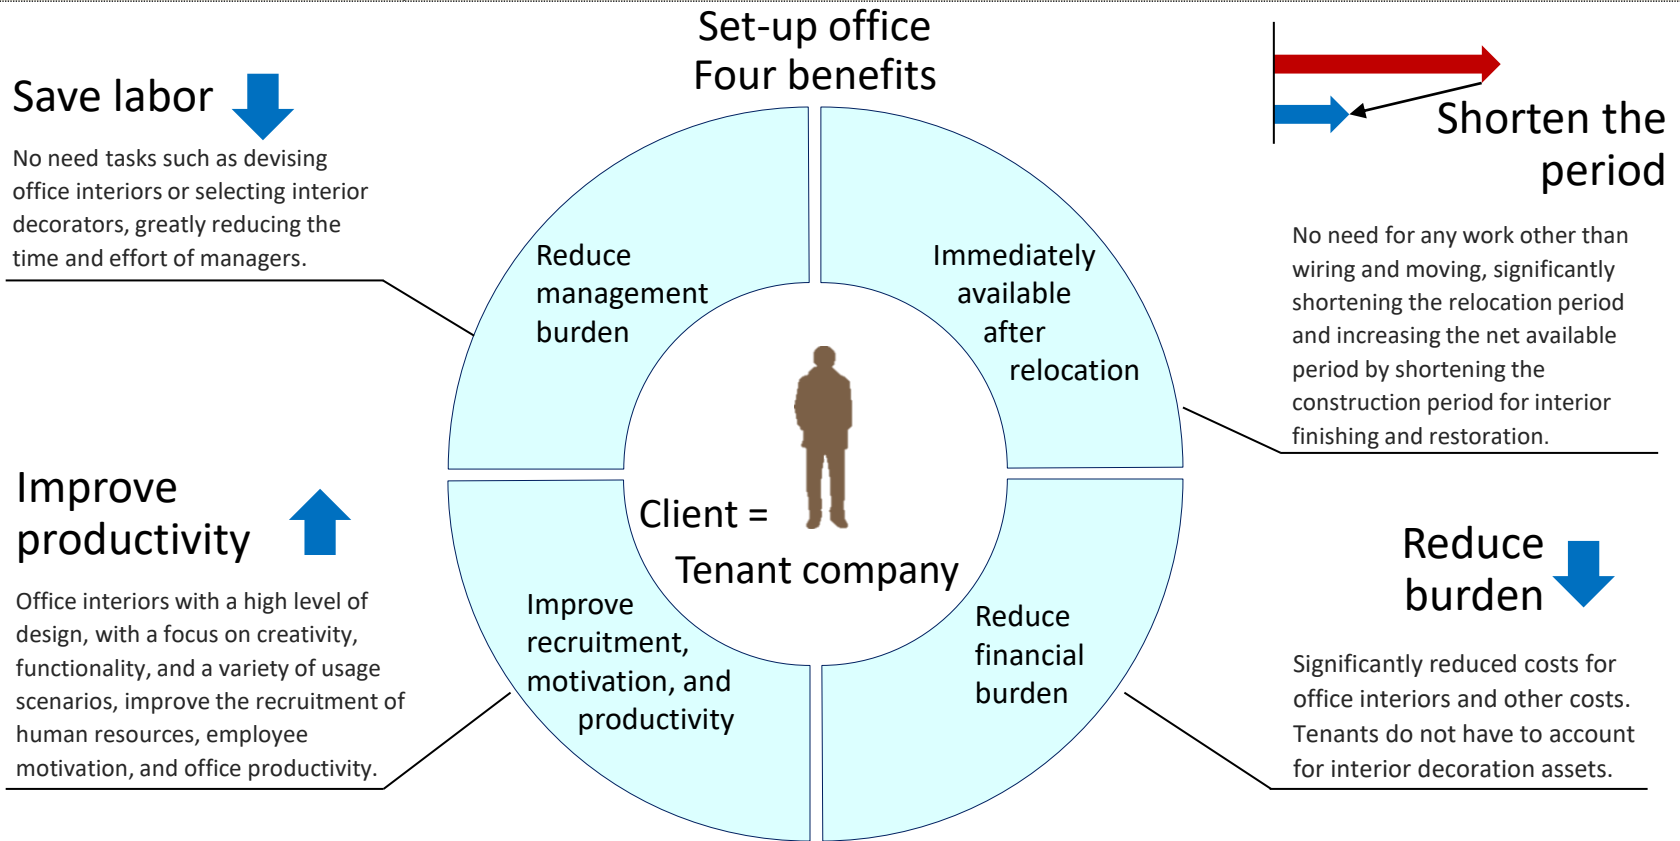 Set-up office
Four benefits
Save labor
No need tasks such as devising
office interiors or selecting interior
decorators, greatly reducing the
time and effort of managers.
Reduce
management
burden
Immediately
available
after
relocation
Shorten the
period
No need for any work other than
wiring and moving, significantly
shortening the relocation period
and increasing the net available
period by shortening the
construction period for interior
finishing and restoration.
Client =
Tenant company
Improve
productivity
Office interiors with a high level of
design, with a focus on creativity,
functionality, and a variety of usage
scenarios, improve the recruitment of
human resources, employee
motivation, and office productivity.
Improve
recruitment,
motivation, and
productivity
Reduce
financial
burden
Reduce
burden
Significantly reduced costs for
office interiors and other costs.
Tenants do not have to account
for interior decoration assets.